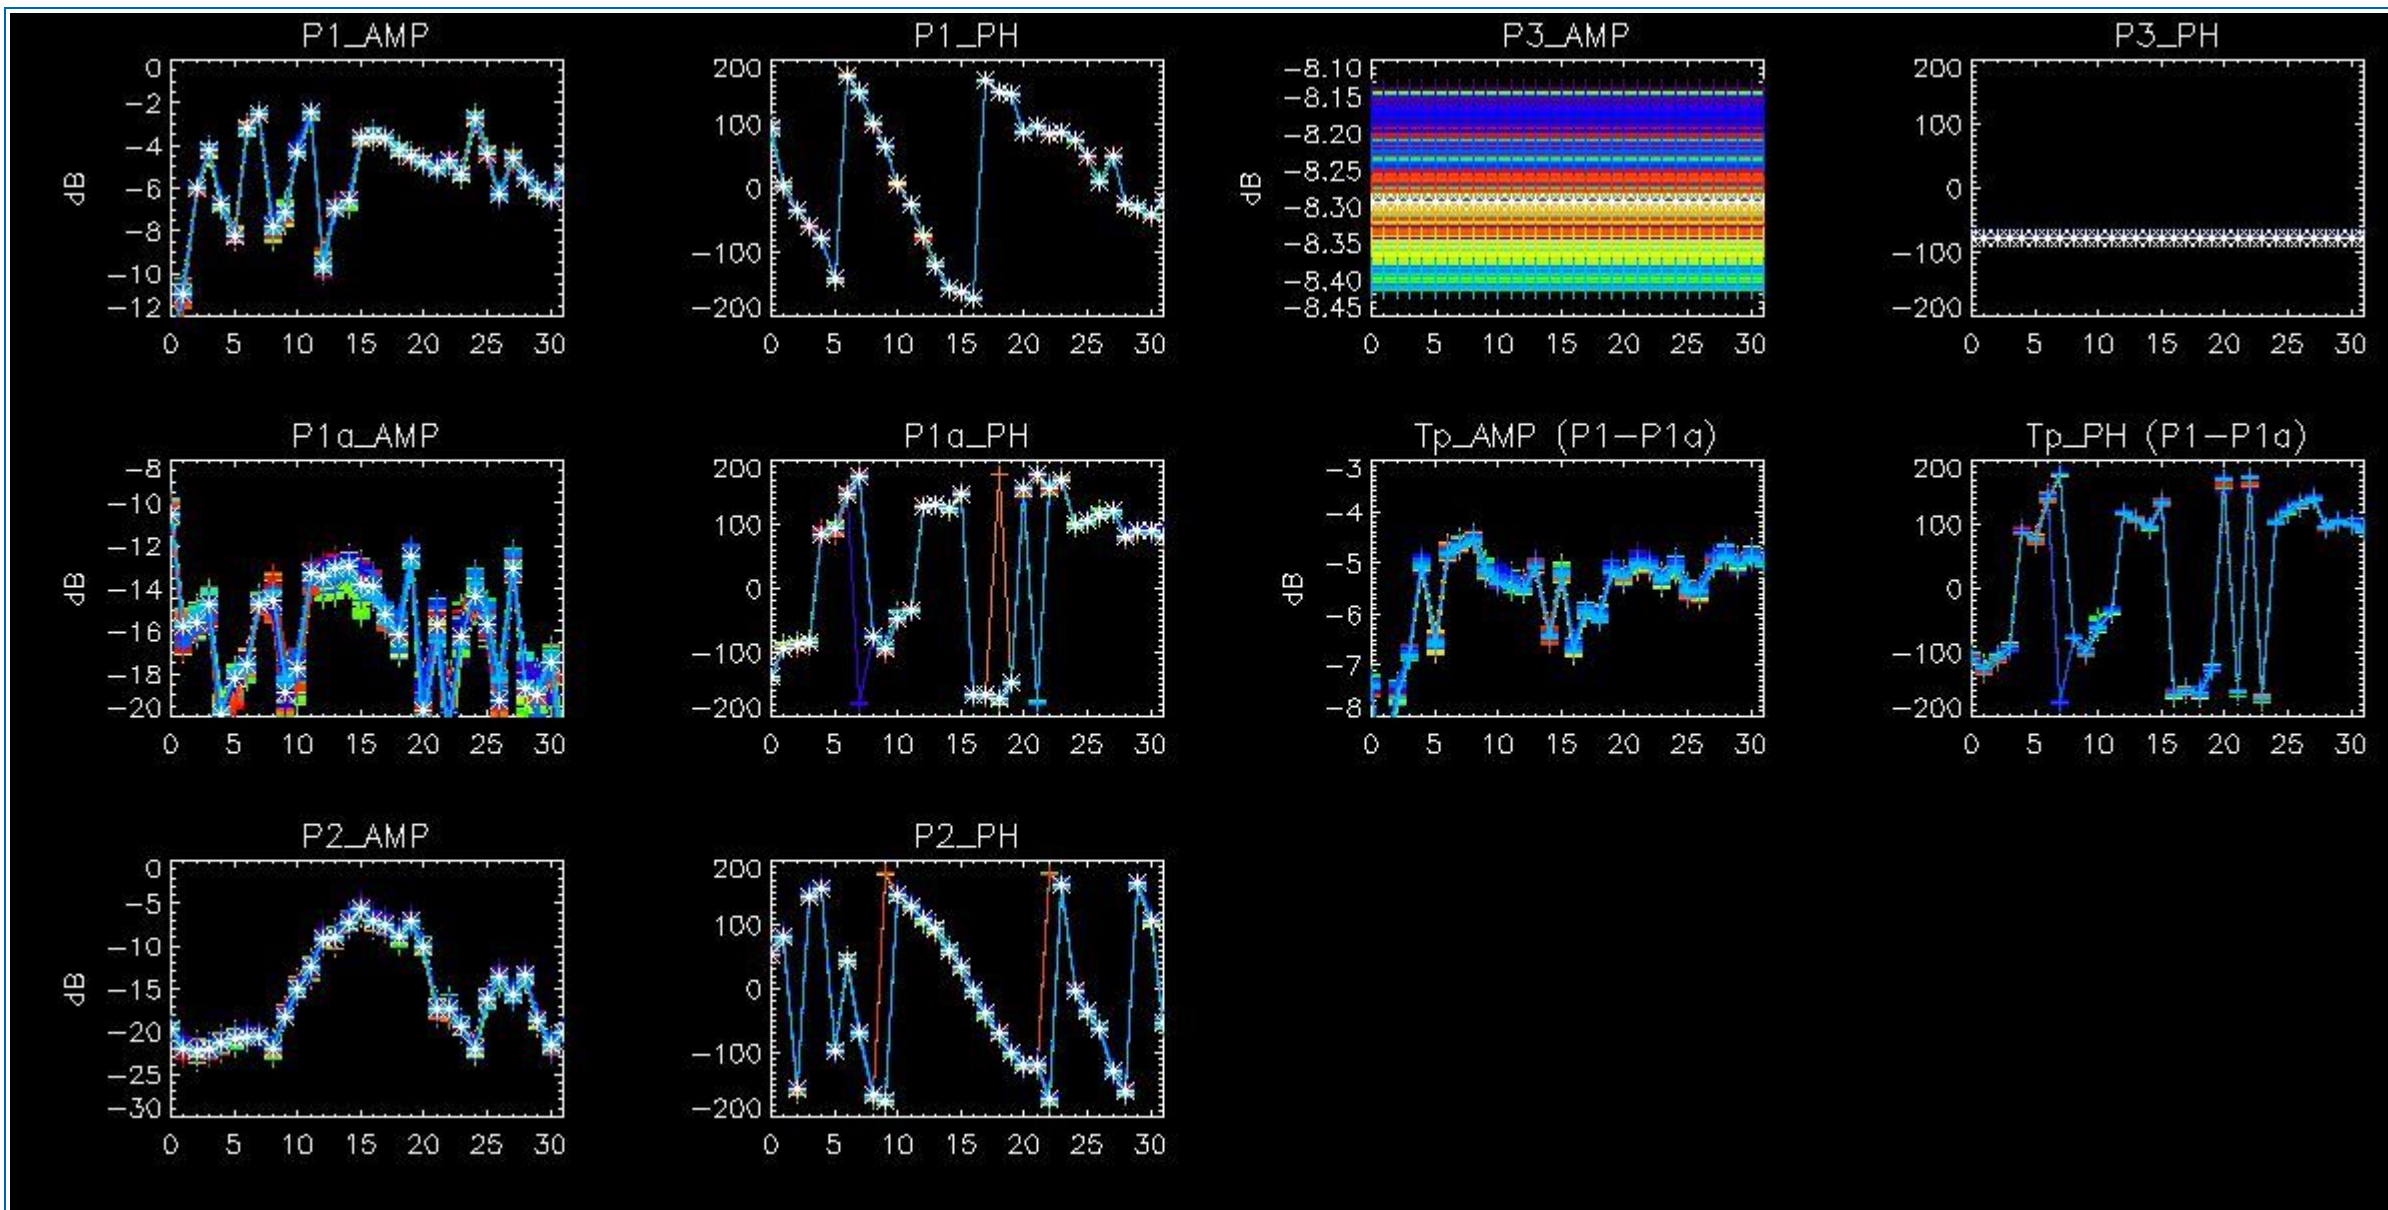 P1_AMP
0
−2
−4
−6
−8
−10
−12
dB
0 5 10 15 20 25 30
P1_PH
200
100
0
−100
−200
0 5 10 15 20 25 30
P3_AMP
−8.10
−8.15
−8.20
−8.25
−8.30
−8.35
−8.40
−8.45
dB
0 5 10 15 20 25 30
P3_PH
200
100
0
−100
−200
0 5 10 15 20 25 30
P1a_AMP
−8
−10
−12
−14
−16
−18
−20
dB
0 5 10 15 20 25 30
P1a_PH
200
100
0
−100
−200
0 5 10 15 20 25 30
Tp_AMP (P1−P1a)
−3
−4
−5
−6
−7
−8
dB
0 5 10 15 20 25 30
Tp_PH (P1−P1a)
200
100
0
−100
−200
0 5 10 15 20 25 30
P2_AMP
0
−5
−10
−15
−20
−25
−30
dB
0 5 10 15 20 25 30
P2_PH
200
100
0
−100
−200
0 5 10 15 20 25 30